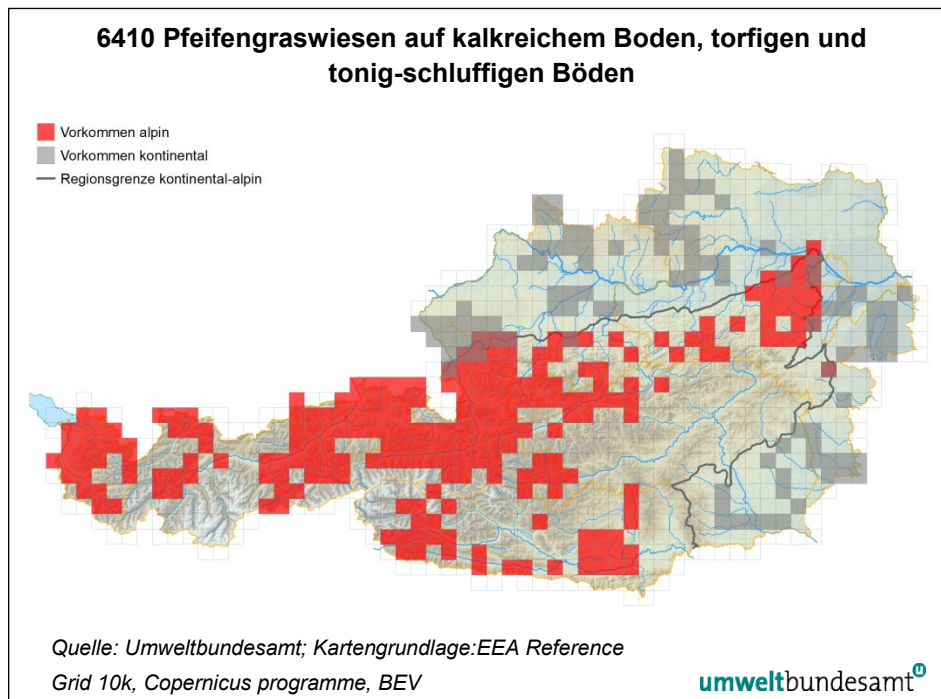 6410 Pfeifengraswiesen auf kalkreichem Boden, torfigen und
tonig-schluffigen Böden
Vorkommen alpin
Vorkommen kontinental
Regionsgrenze kontinental-alpin
Quelle: Umweltbundesamt; Kartengrundlage:EEA Reference
Grid 10k, Copernicus programme, BEV
umweltbundesamt